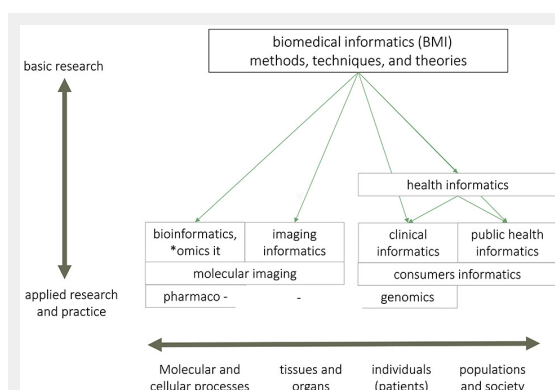 biomedical informatics (BMI)
methods, techniques, and theories
basic research
health informatics
bioinformatics,
*omics it
imaging
informatics
clinical
informatics
public health
informatics
molecular imaging
consumers informatics
applied research
and practice
pharmaco -
-
genomics
Molecular and
cellular processes
tissues and
organs
individuals
(patients)
populations
and society